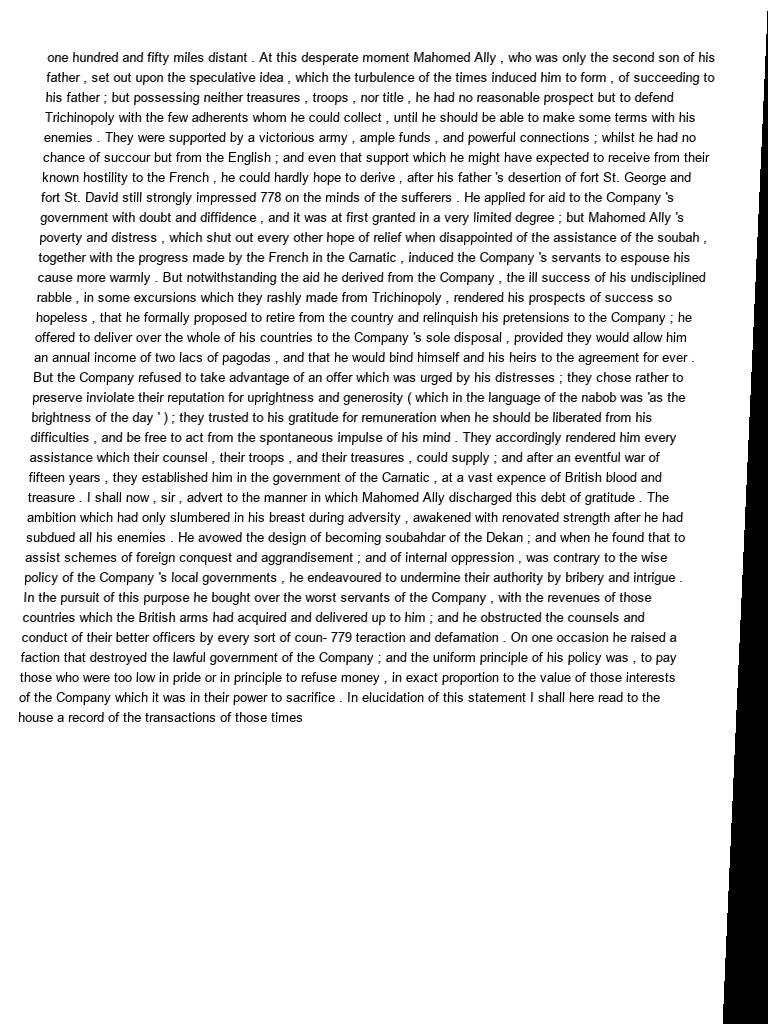 one hundred and fifty miles distant . At this desperate moment Mahomed Ally , who was only the second son of his
father , set out upon the speculative idea , which the turbulence of the times induced him to form , of succeeding to
his father ; but possessing neither treasures , troops , nor title , he had no reasonable prospect but to defend
Trichinopoly with the few adherents whom he could collect , until he should be able to make some terms with his
enemies . They were supported by a victorious army , ample funds , and powerful connections ; whilst he had no
chance of succour but from the English ; and even that support which he might have expected to receive from their
known hostility to the French , he could hardly hope to derive , after his father 's desertion of fort St. George and
fort St. David still strongly impressed 778 on the minds of the sufferers . He applied for aid to the Company 's
government with doubt and diffidence , and it was at first granted in a very limited degree ; but Mahomed Ally 's
poverty and distress , which shut out every other hope of relief when disappointed of the assistance of the soubah ,
together with the progress made by the French in the Carnatic , induced the Company 's servants to espouse his
cause more warmly . But notwithstanding the aid he derived from the Company , the ill success of his undisciplined
rabble , in some excursions which they rashly made from Trichinopoly , rendered his prospects of success so
hopeless , that he formally proposed to retire from the country and relinquish his pretensions to the Company ; he
offered to deliver over the whole of his countries to the Company 's sole disposal , provided they would allow him
an annual income of two lacs of pagodas , and that he would bind himself and his heirs to the agreement for ever .
But the Company refused to take advantage of an offer which was urged by his distresses ; they chose rather to
preserve inviolate their reputation for uprightness and generosity ( which in the language of the nabob was 'as the
brightness of the day ' ) ; they trusted to his gratitude for remuneration when he should be liberated from his
difficulties , and be free to act from the spontaneous impulse of his mind . They accordingly rendered him every
assistance which their counsel , their troops , and their treasures , could supply ; and after an eventful war of
fifteen years , they established him in the government of the Carnatic , at a vast expence of British blood and
treasure . I shall now , sir , advert to the manner in which Mahomed Ally discharged this debt of gratitude . The
ambition which had only slumbered in his breast during adversity , awakened with renovated strength after he had
subdued all his enemies . He avowed the design of becoming soubahdar of the Dekan ; and when he found that to
assist schemes of foreign conquest and aggrandisement ; and of internal oppression , was contrary to the wise
policy of the Company 's local governments , he endeavoured to undermine their authority by bribery and intrigue .
In the pursuit of this purpose he bought over the worst servants of the Company , with the revenues of those
countries which the British arms had acquired and delivered up to him ; and he obstructed the counsels and
conduct of their better officers by every sort of coun- 779 teraction and defamation . On one occasion he raised a
faction that destroyed the lawful government of the Company ; and the uniform principle of his policy was , to pay
those who were too low in pride or in principle to refuse money , in exact proportion to the value of those interests
of the Company which it was in their power to sacrifice . In elucidation of this statement I shall here read to the
house a record of the transactions of those times